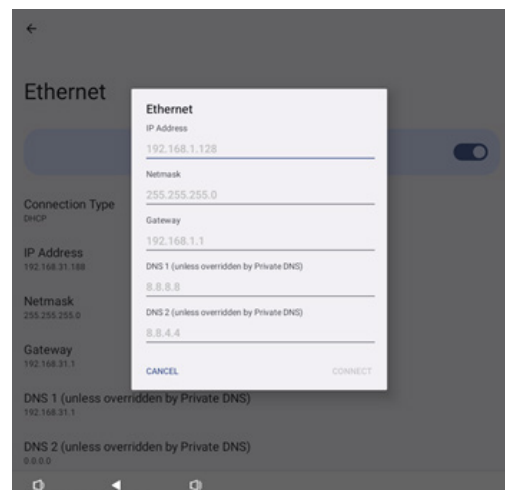 Ethernet
Ethernet
IP Address
192.168.1.128
Netmask
255.255.255.0
Gateway
192.168.1.1
DNS 1 (unless overridden by Private DNS)
8.8.8.8
DNS 2 (unless overridden by Private DNS)
8.8.4.4
CANCEL
CONNECT
Connection Type
DHCP
IP Address
192.168.31.188
Netmask
255.255.255.0
Gateway
192.168.31.1
DNS 1 (unless overridden by Private DNS)
192.168.31.1
DNS 2 (unless overridden by Private DNS)
0.0.0.0